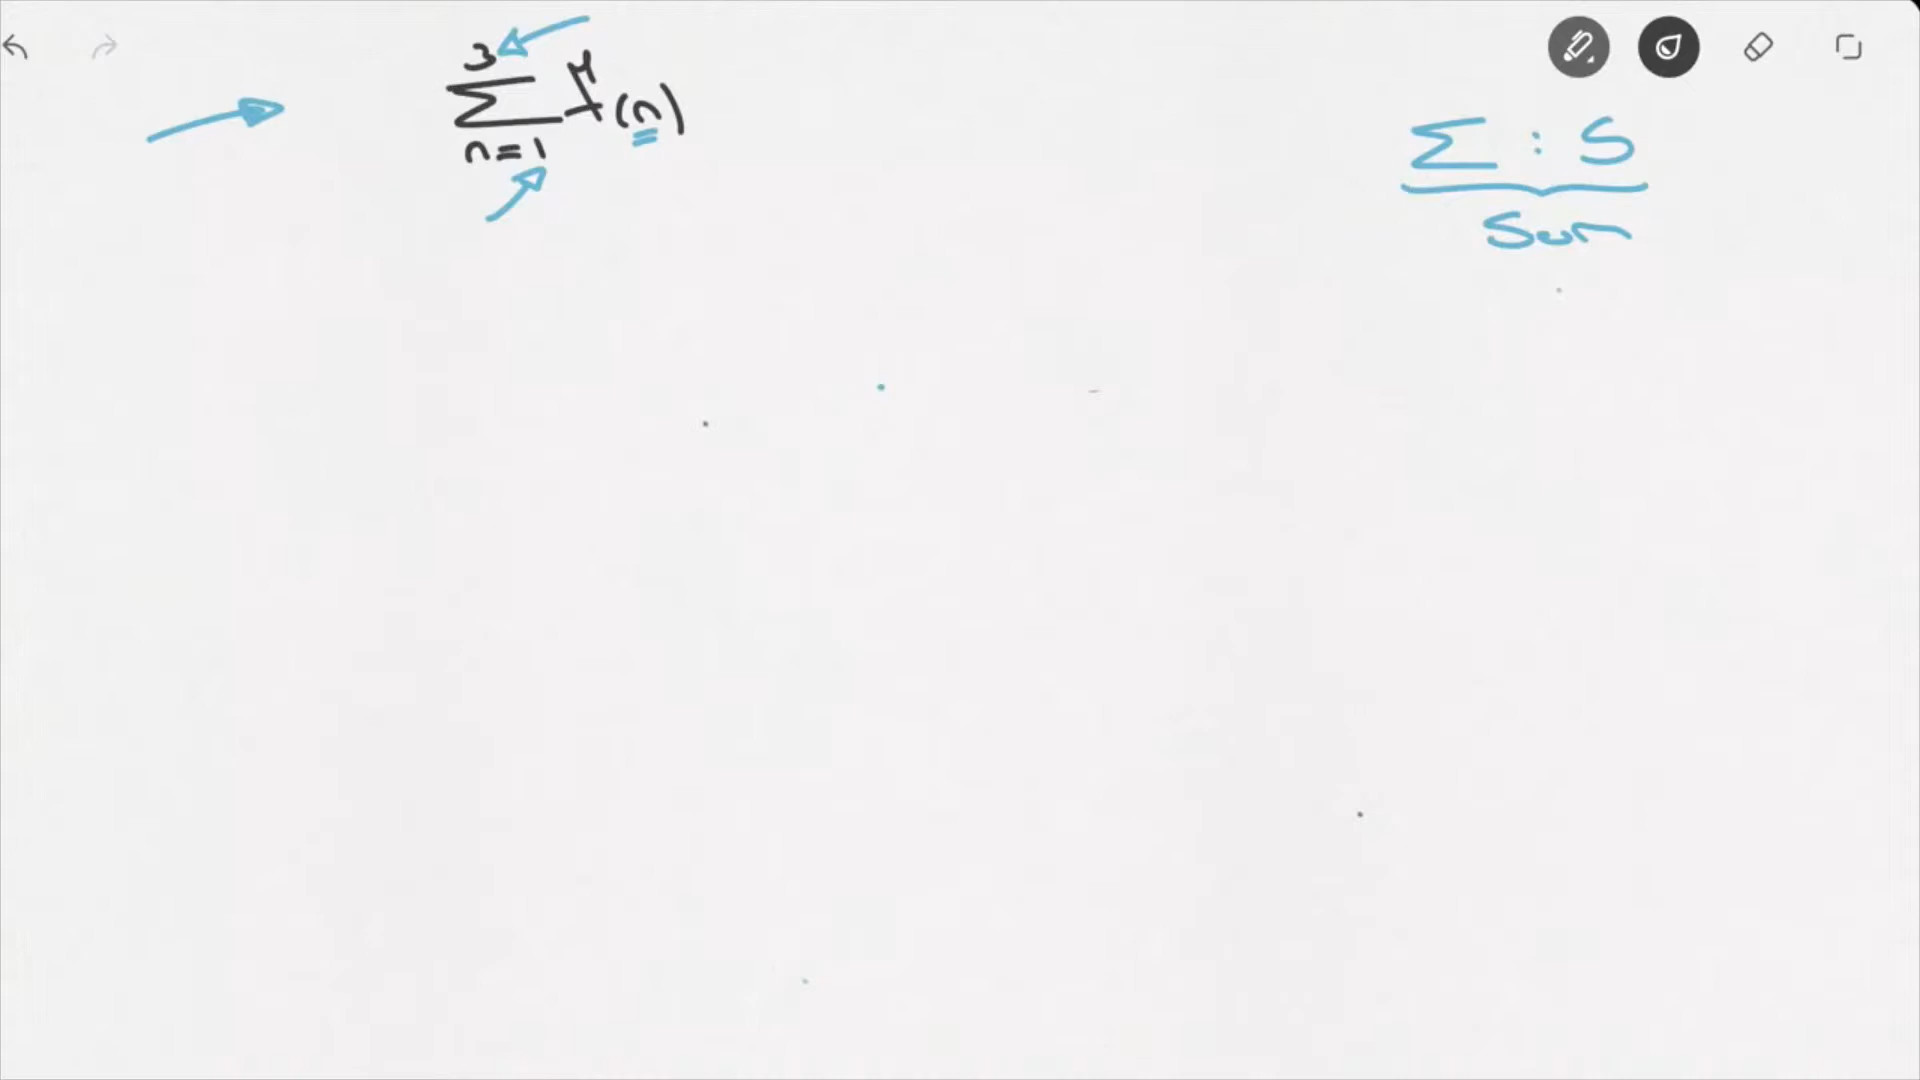 3
∑ f(n)
n=1
∑ : S
Sum